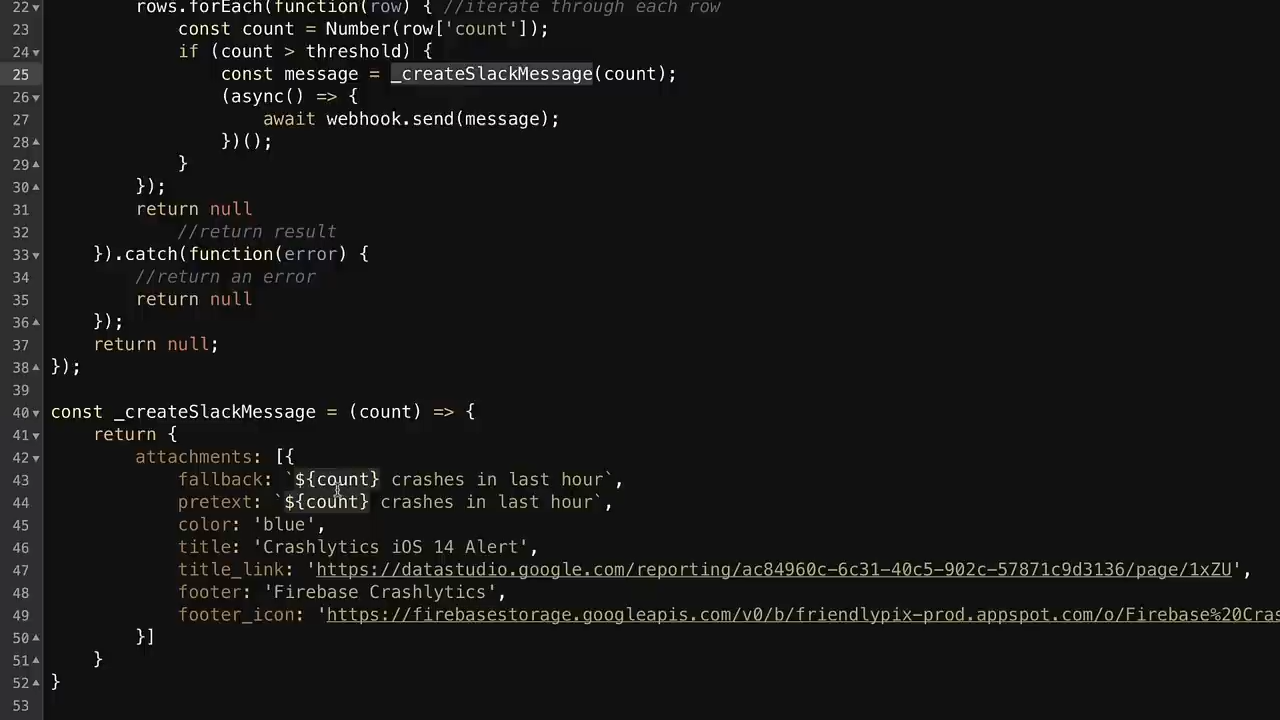 22 rows.forEach(function(row) { //iterate through each row
23 const count = Number(row['count']);
24 if (count > threshold) {
25 const message = _createSlackMessage(count);
26 (async() => {
27 await webhook.send(message);
28 })();
29 }
30 });
31 return null
32 //return result
33 }).catch(function(error) {
34 //return an error
35 return null
36 });
37 return null;
38 });
39
40 const _createSlackMessage = (count) => {
41 return {
42 attachments: [{
43 fallback: `${count} crashes in last hour`,
44 pretext: `${count} crashes in last hour`,
45 color: 'blue',
46 title: 'Crashlytics iOS 14 Alert',
47 title_link: 'https://datastudio.google.com/reporting/ac84960c-6c31-40c5-902c-57871c9d3136/page/1xZU',
48 footer: 'Firebase Crashlytics',
49 footer_icon: 'https://firebasestorage.googleapis.com/v0/b/friendlypix-prod.appspot.com/o/Firebase%20Cras
50 }]
51 }
52 }
53